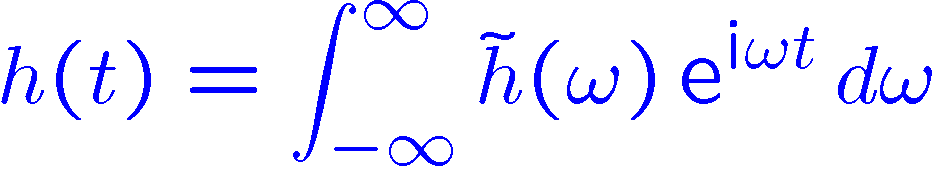 h(t) = ∫_{-∞}^{∞} h̃(ω) e^{iωt} dω